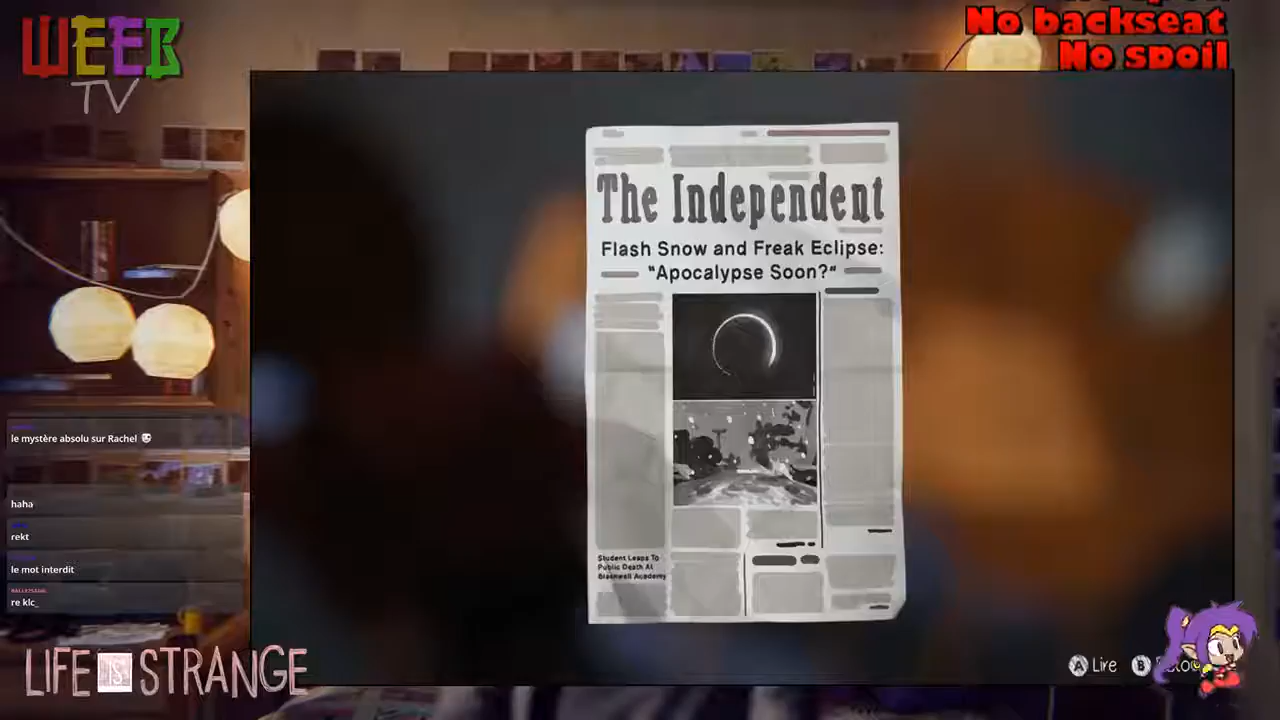 WEEB
TV
No backseat
No spoil
The Independent
Flash Snow and Freak Eclipse:
"Apocalypse Soon?"
Student Leaps To
Public Death At
Blackwell Academy
le mystère absolu sur Rachel
haha
rekt
le mot interdit
re klc_
LIFE IS STRANGE
A Lire
B